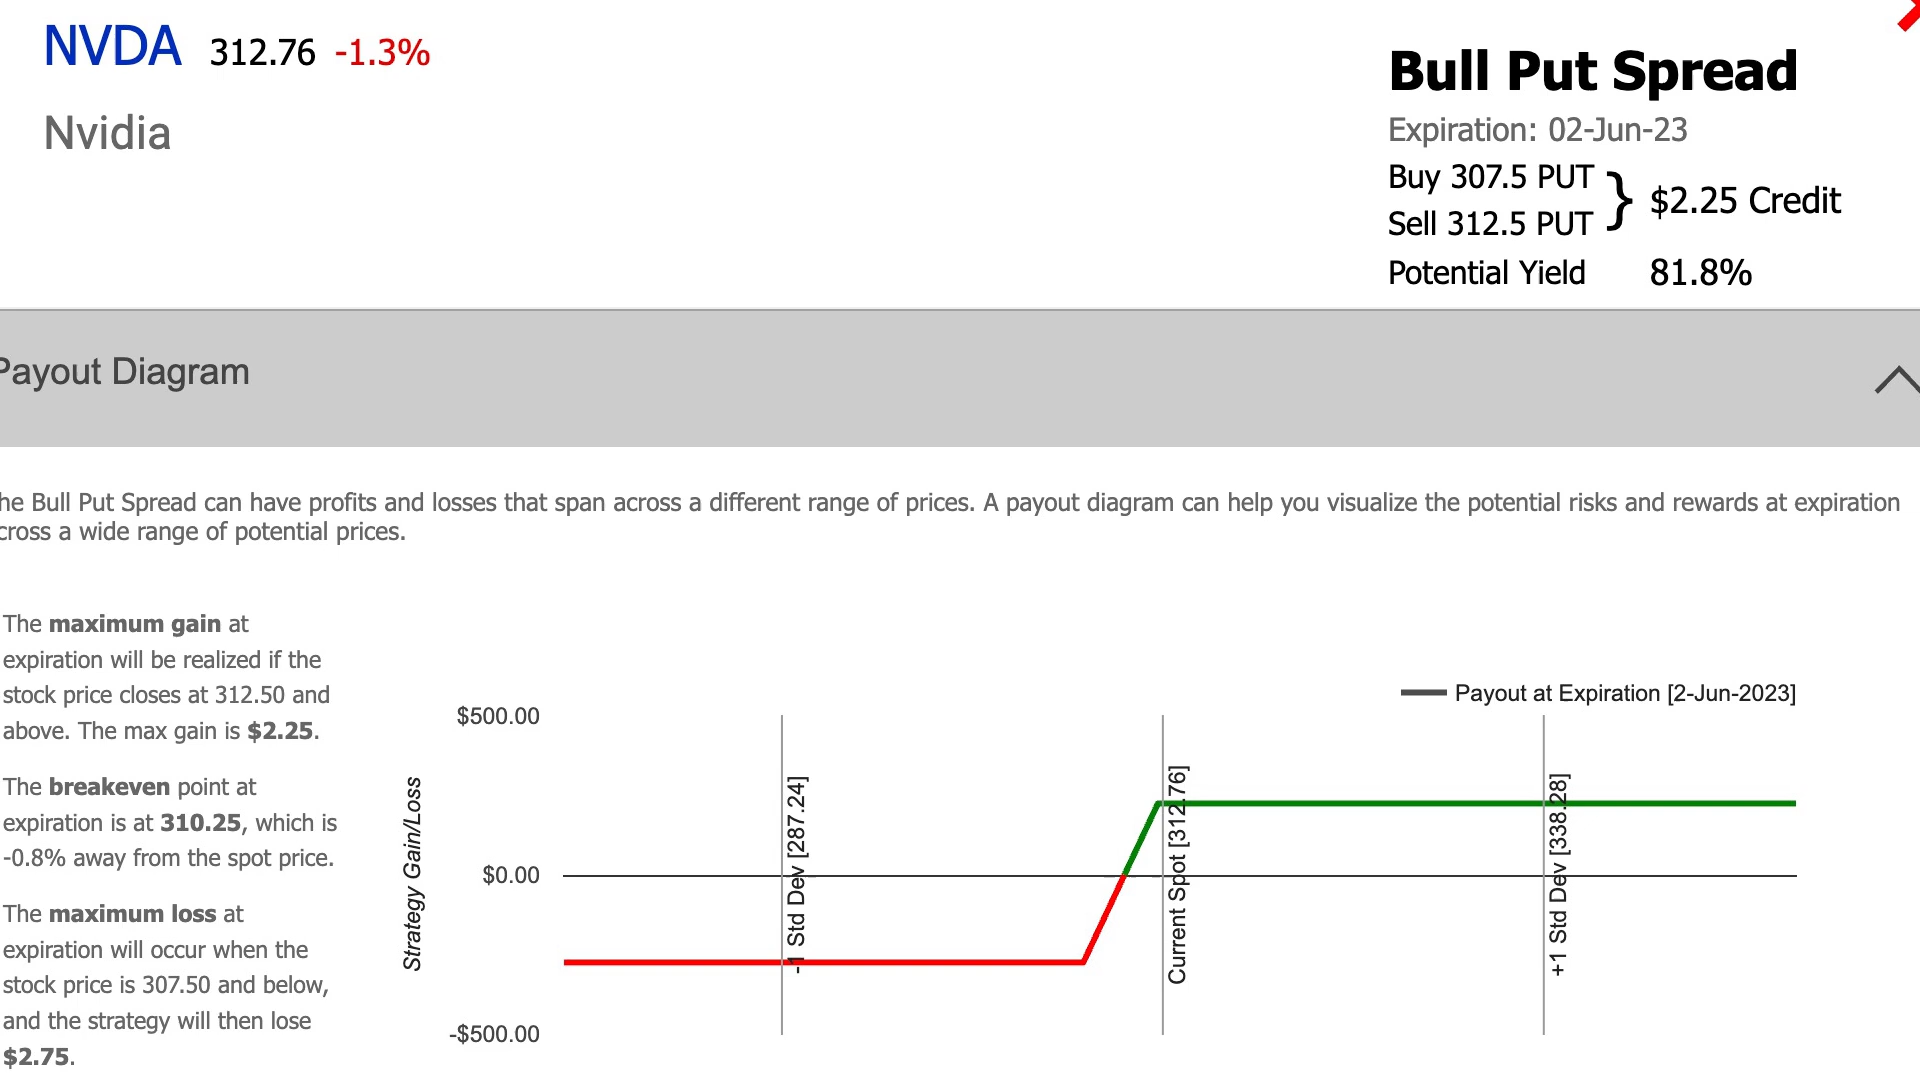 NVDA 312.76 -1.3%
Nvidia
Bull Put Spread
Expiration: 02-Jun-23
Buy 307.5 PUT
Sell 312.5 PUT
} $2.25 Credit
Potential Yield 81.8%
Payout Diagram
he Bull Put Spread can have profits and losses that span across a different range of prices. A payout diagram can help you visualize the potential risks and rewards at expiration
cross a wide range of potential prices.
The maximum gain at
expiration will be realized if the
stock price closes at 312.50 and
above. The max gain is $2.25.
The breakeven point at
expiration is at 310.25, which is
-0.8% away from the spot price.
The maximum loss at
expiration will occur when the
stock price is 307.50 and below,
and the strategy will then lose
$2.75.
Payout at Expiration [2-Jun-2023]
$500.00
$0.00
-$500.00
Strategy Gain/Loss
-1 Std Dev [287.24]
Current Spot [312.76]
+1 Std Dev [338.28]